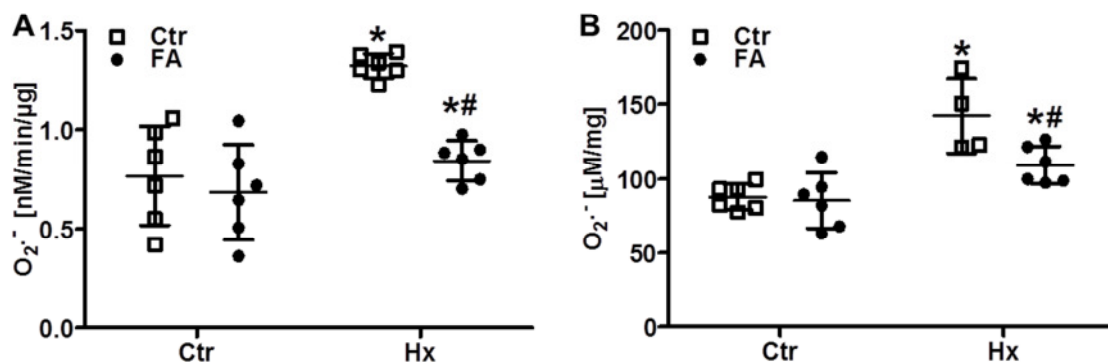 A
Ctr
FA
O₂·⁻ [nM/min/µg]
1.5
1.0
0.5
0.0
*
*#
Ctr
Hx
B
Ctr
FA
O₂·⁻ [µM/mg]
200
150
100
50
0
*
*#
Ctr
Hx